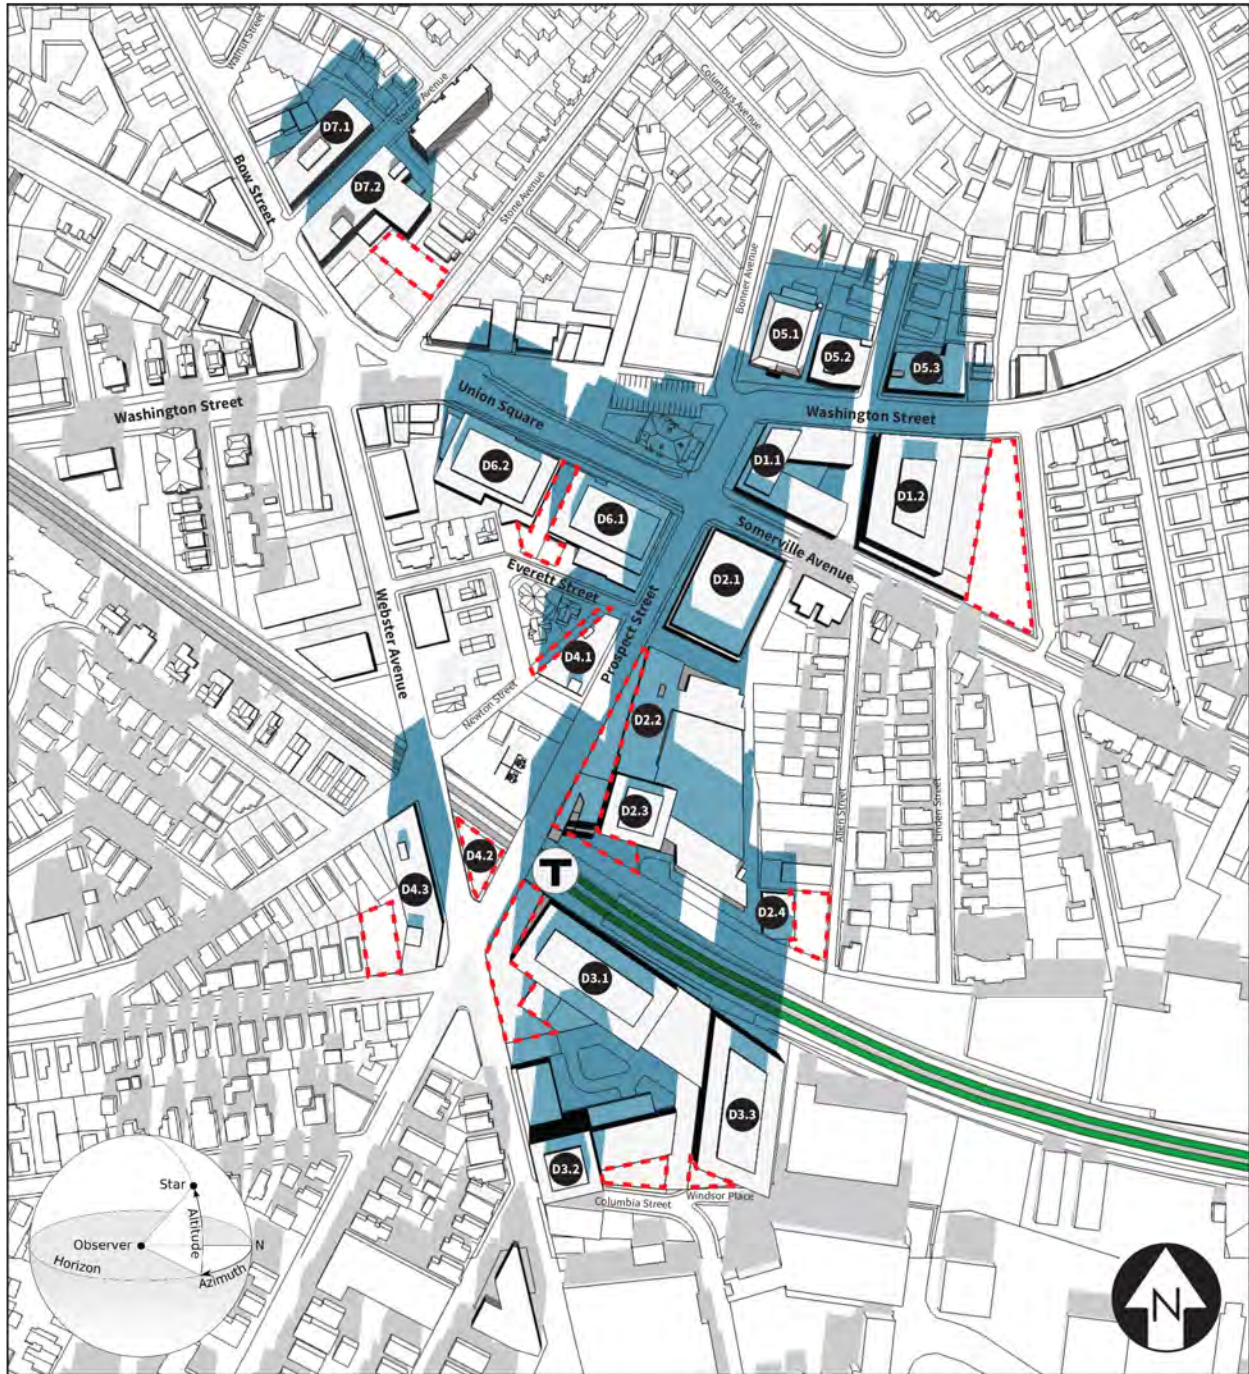 Walnut Street
Columbus Avenue
Warren Avenue
D7.1
Bow Street
D7.2
Stone Avenue
Bonner Avenue
D5.1
D5.2
D5.3
Washington Street
Union Square
Washington Street
D6.2
D1.1
D1.2
D6.1
Somerville Avenue
Everett Street
D2.1
Webster Avenue
Prospect Street
D4.1
Newton Street
D2.2
D2.3
Allen Street
Linden Street
D4.2
T
D4.3
D2.4
D3.1
D3.3
D3.2
Columbia Street
Windsor Place
Star
Altitude
Observer
N
Horizon
Azimuth
N